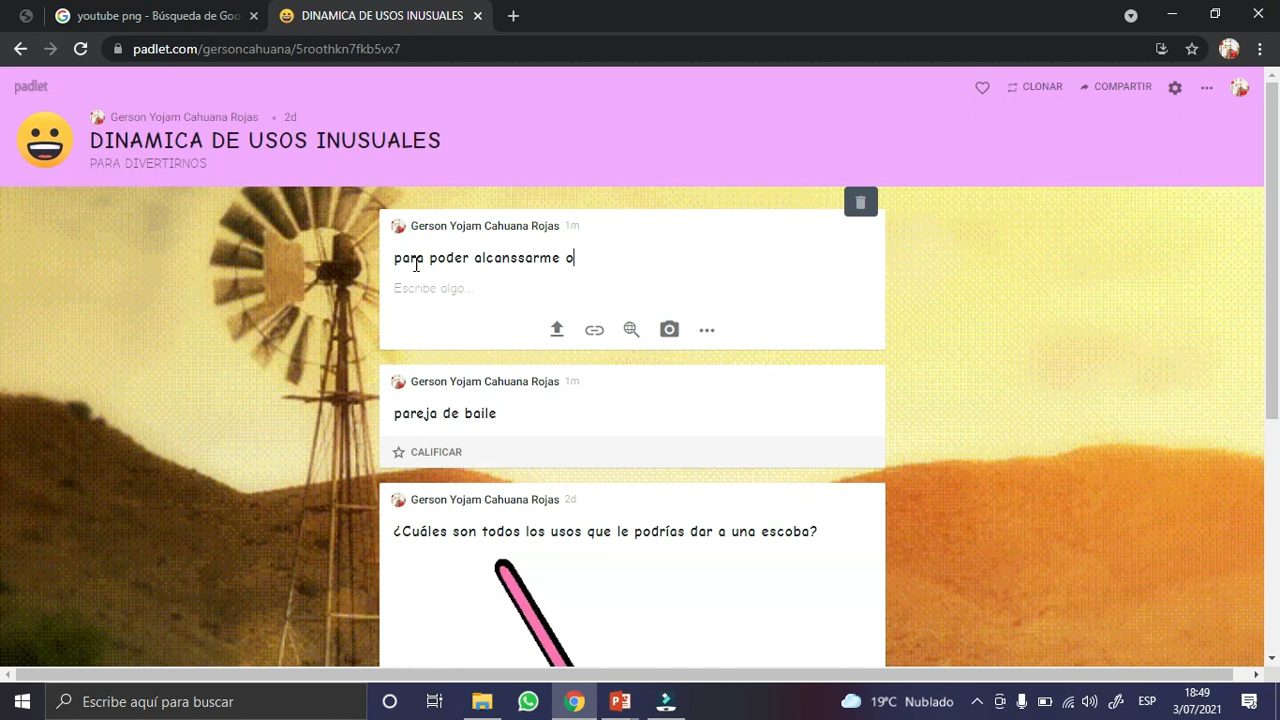 youtube png - Búsqueda de Goo
DINAMICA DE USOS INUSUALES
padlet.com/gersoncahuana/5roothkn7fkb5vx7
padlet
CLONAR
COMPARTIR
Gerson Yojam Cahuana Rojas • 2d
DINAMICA DE USOS INUSUALES
PARA DIVERTIRNOS
Gerson Yojam Cahuana Rojas 1m
para poder alcanssarme o
Escribe algo...
Gerson Yojam Cahuana Rojas 1m
pareja de baile
CALIFICAR
Gerson Yojam Cahuana Rojas 2d
¿Cuáles son todos los usos que le podrías dar a una escoba?
Escribe aquí para buscar
19°C Nublado
ESP
18:49
3/07/2021